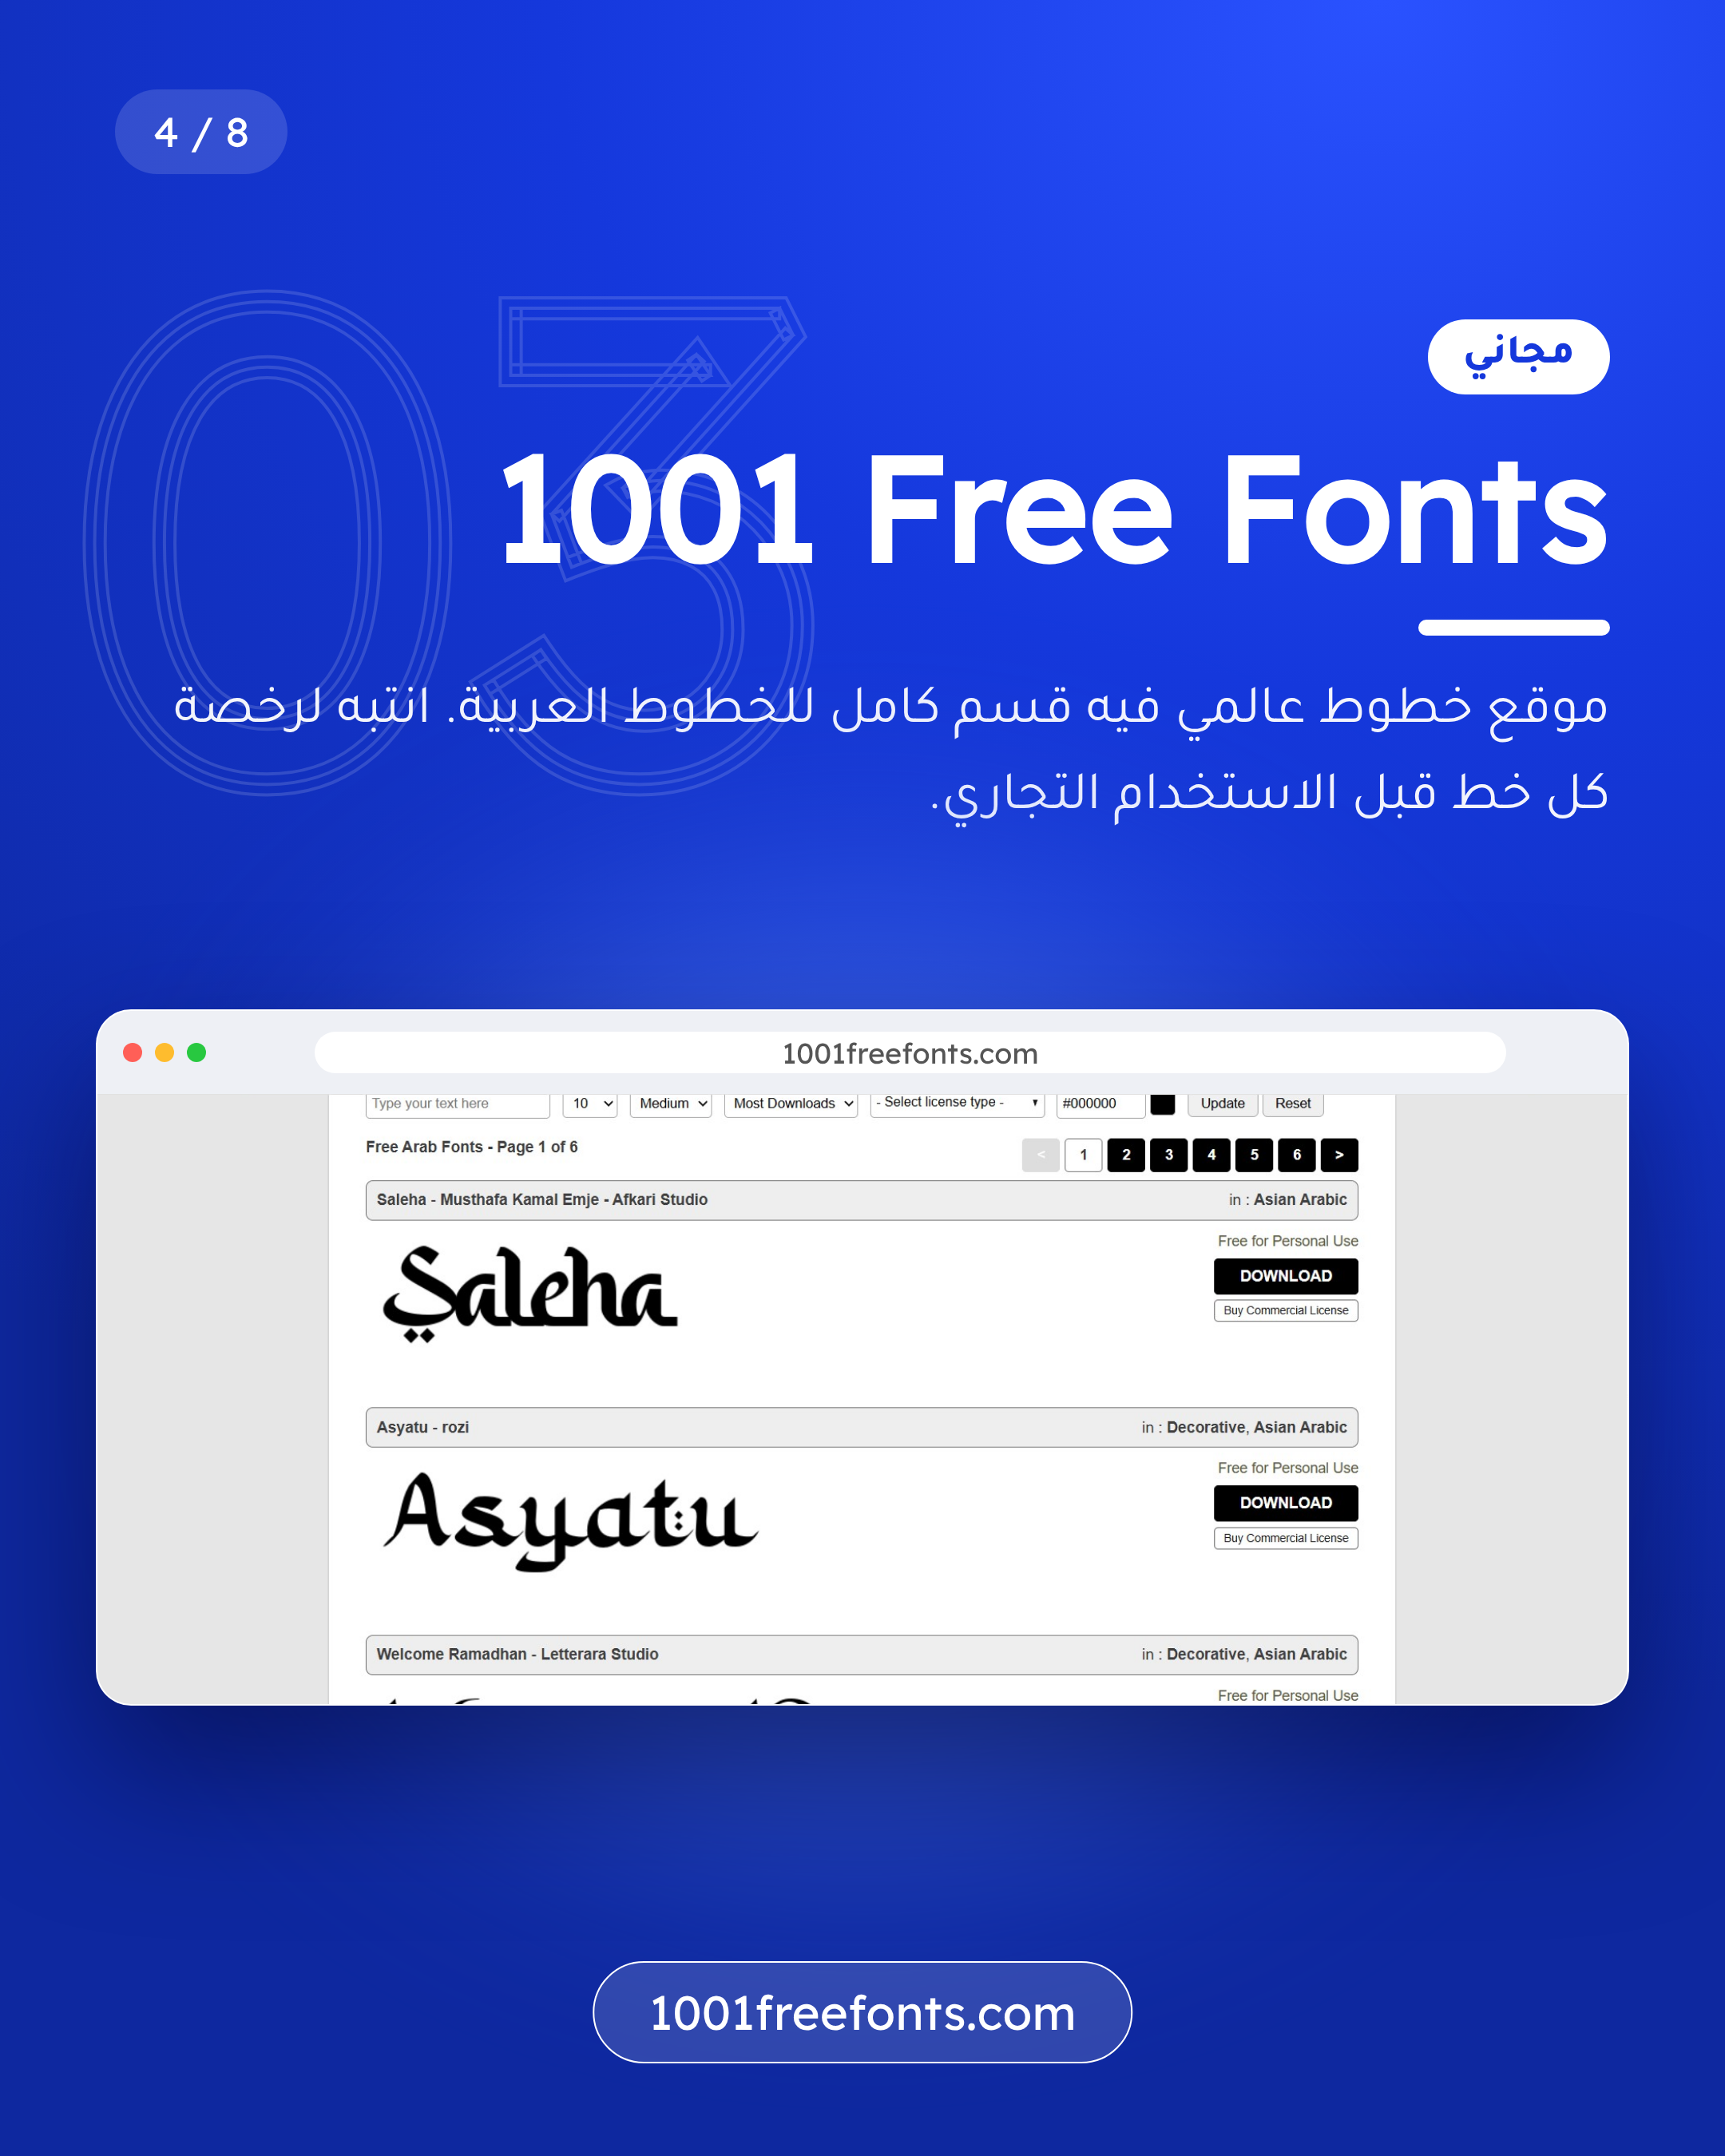 4 / 8
03
مجاني
1001 Free Fonts
موقع خطوط عالمي فيه قسم كامل للخطوط العربية. انتبه لرخصة
كل خط قبل الاستخدام التجاري.
1001freefonts.com
Type your text here 10 Medium Most Downloads - Select license type - #000000 Update Reset
Free Arab Fonts - Page 1 of 6 < 1 2 3 4 5 6 >
Saleha - Musthafa Kamal Emje - Afkari Studio in : Asian Arabic
Saleha
Free for Personal Use
DOWNLOAD
Buy Commercial License
Asyatu - rozi in : Decorative, Asian Arabic
Asyatu
Free for Personal Use
DOWNLOAD
Buy Commercial License
Welcome Ramadhan - Letterara Studio in : Decorative, Asian Arabic
Free for Personal Use
1001freefonts.com